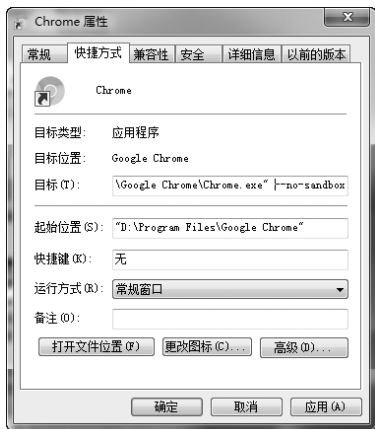 Chrome 属性
常规 快捷方式 兼容性 安全 详细信息 以前的版本
Chrome
目标类型: 应用程序
目标位置: Google Chrome
目标(T): \Google Chrome\Chrome.exe" --no-sandbox
起始位置(S): "D:\Program Files\Google Chrome"
快捷键(K): 无
运行方式(R): 常规窗口
备注(O):
打开文件位置(F) 更改图标(C)... 高级(D)...
确定 取消 应用(A)